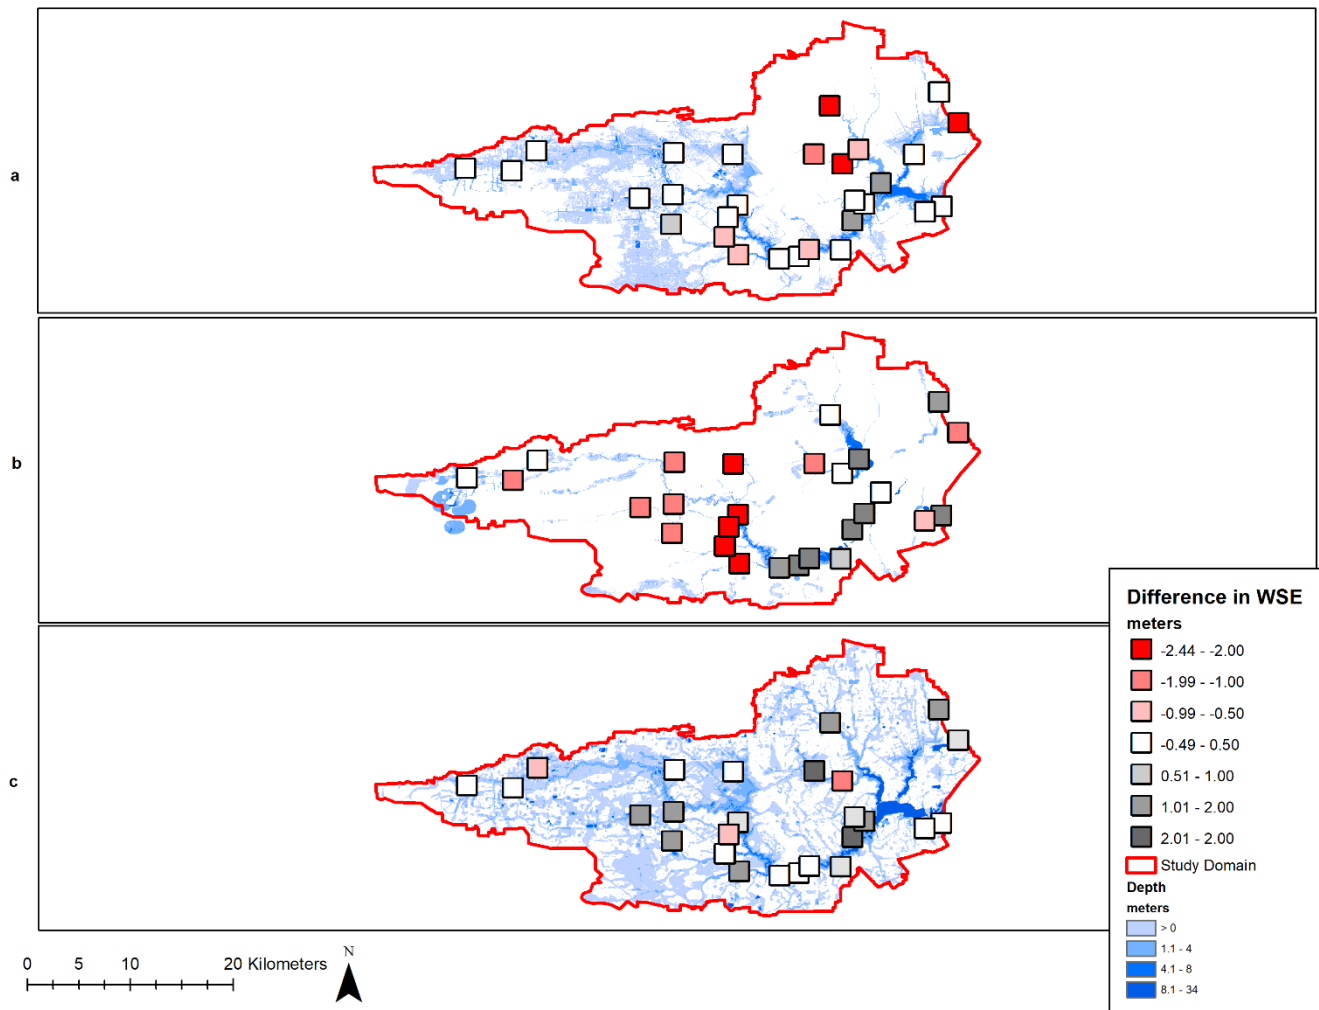 a
b
c
Difference in WSE
meters
-2.44 - -2.00
-1.99 - -1.00
-0.99 - -0.50
-0.49 - 0.50
0.51 - 1.00
1.01 - 2.00
2.01 - 2.00
Study Domain
Depth
meters
> 0
1.1 - 4
4.1 - 8
8.1 - 34
0 5 10 20 Kilometers
N